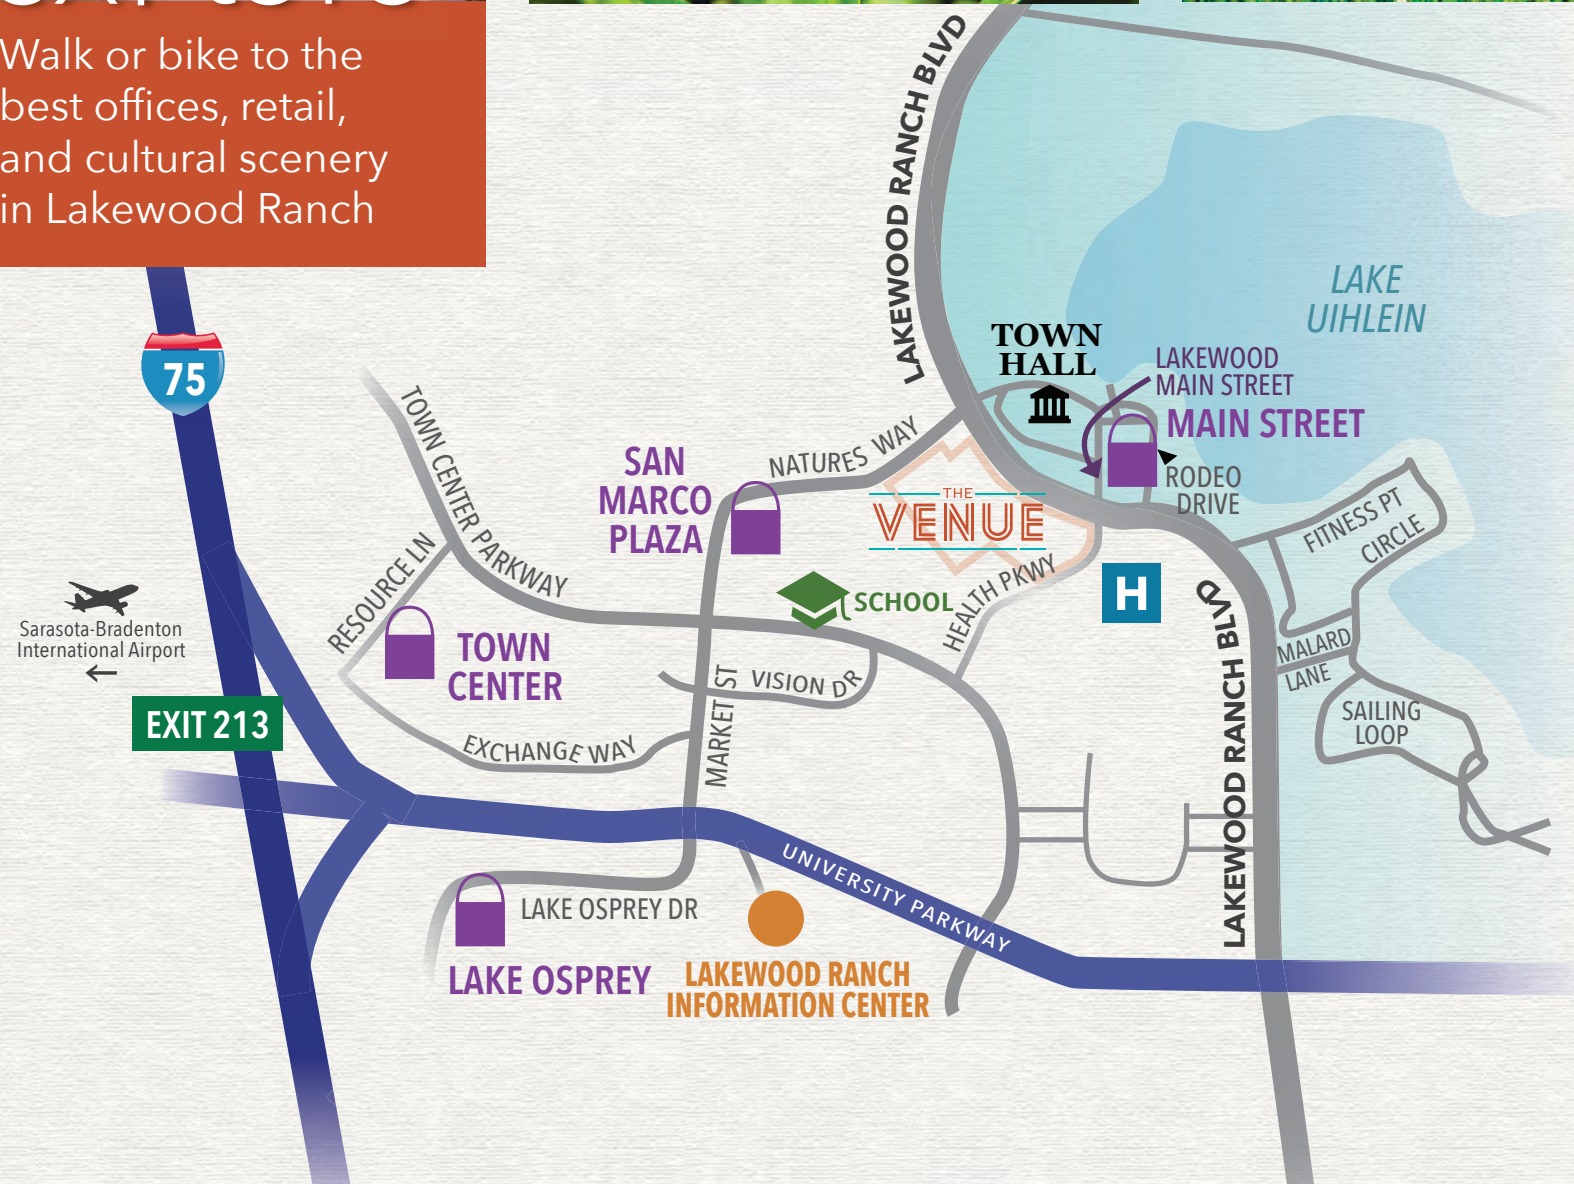 Walk or bike to the
best offices, retail,
and cultural scenery
in Lakewood Ranch
LAKEWOOD RANCH BLVD
LAKE
UIHLEIN
TOWN
HALL
LAKEWOOD
MAIN STREET
MAIN STREET
RODEO
DRIVE
75
TOWN CENTER PARKWAY
SAN
MARCO
PLAZA
NATURES WAY
THE
VENUE
FITNESS PT
CIRCLE
RESOURCE LN
SCHOOL
HEALTH PKWY
H
Sarasota-Bradenton
International Airport
TOWN
CENTER
MARKET ST
VISION DR
LAKEWOOD RANCH BLVD
MALARD
LANE
EXIT 213
EXCHANGE WAY
SAILING
LOOP
UNIVERSITY PARKWAY
LAKE OSPREY DR
LAKE OSPREY
LAKEWOOD RANCH
INFORMATION CENTER